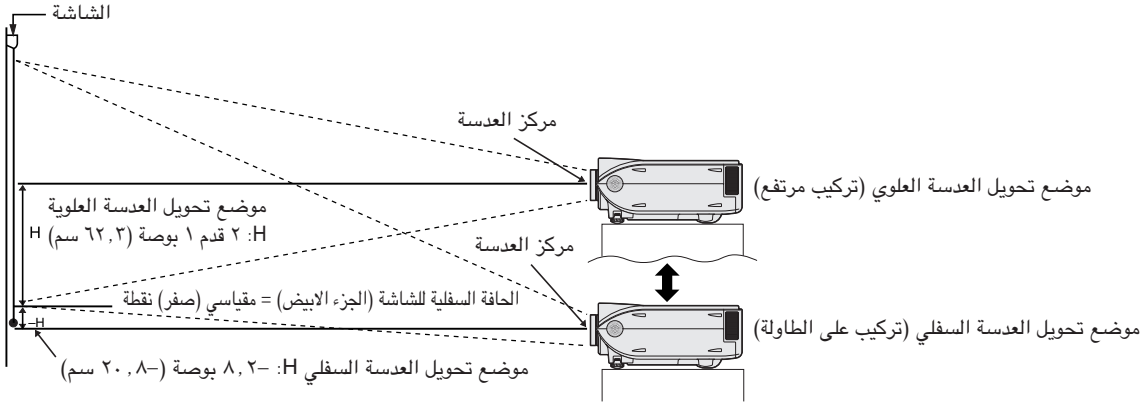 الشاشة
مركز العدسة
موضع تحويل العدسة العلوي (تركيب مرتفع)
موضع تحويل العدسة العلوية
H: ٢ قدم ١ بوصة (٦٢,٣ سم)
H
مركز العدسة
الحافة السفلية للشاشة (الجزء الابيض) = مقياسي (صفر) نقطة
–H
موضع تحويل العدسة السفلي (تركيب على الطاولة)
موضع تحويل العدسة السفلي H: –٨,٢ بوصة (–٢٠,٨ سم)